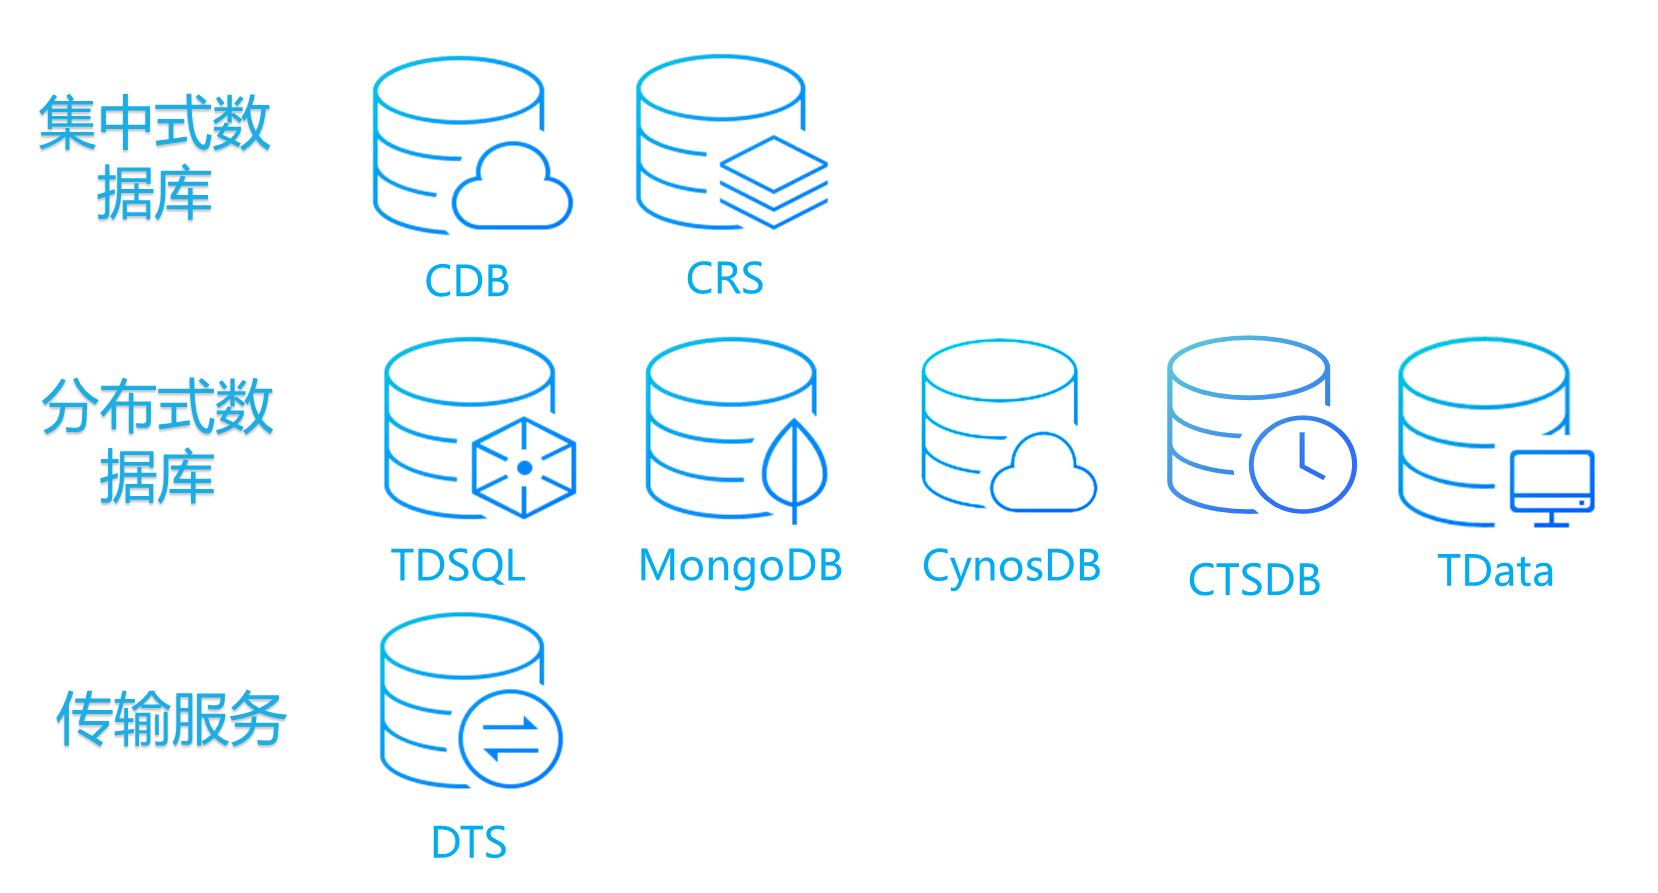 集中式数
据库
CDB
CRS
分布式数
据库
TDSQL
MongoDB
CynosDB
CTSDB
TData
传输服务
DTS